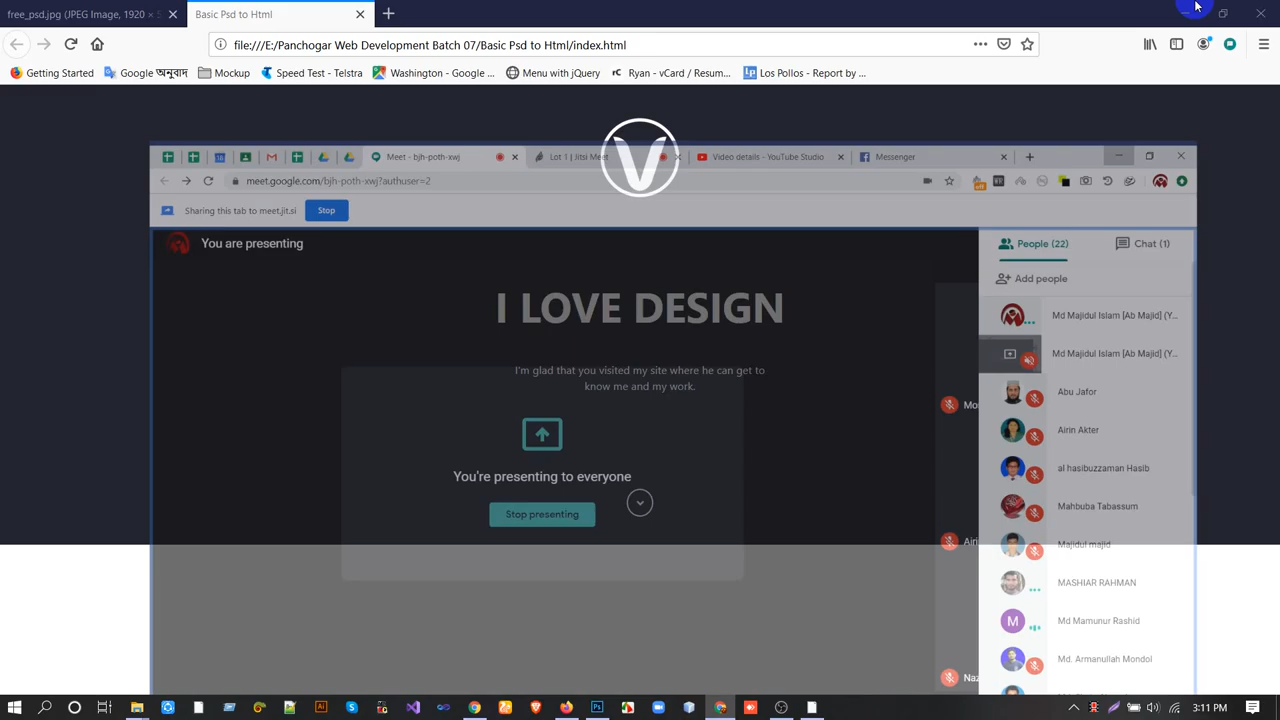 free_psd.jpg (JPEG Image, 1920 × 5
Basic Psd to Html
file:///E:/Panchogar Web Development Batch 07/Basic Psd to Html/index.html
Getting Started
Google অনুবাদ
Mockup
Speed Test - Telstra
Washington - Google ...
Menu with jQuery
rC Ryan - vCard / Resum...
Lp Los Pollos - Report by ...
V
Meet - bjh-poth-xwj
Lot 1 | Jitsi Meet
Video details - YouTube Studio
Messenger
meet.google.com/bjh-poth-xwj?authuser=2
Sharing this tab to meet.jit.si
Stop
You are presenting
People (22)
Chat (1)
Add people
I LOVE DESIGN
Md Majidul Islam [Ab Majid] (Y...
Md Majidul Islam [Ab Majid] (Y...
I'm glad that you visited my site where he can get to
know me and my work.
Abu Jafor
Mo
Airin Akter
You're presenting to everyone
al hasibuzzaman Hasib
Stop presenting
Mahbuba Tabassum
Airi
Majidul majid
MASHIAR RAHMAN
M
Md Mamunur Rashid
Md. Armanullah Mondol
Naz
3:11 PM